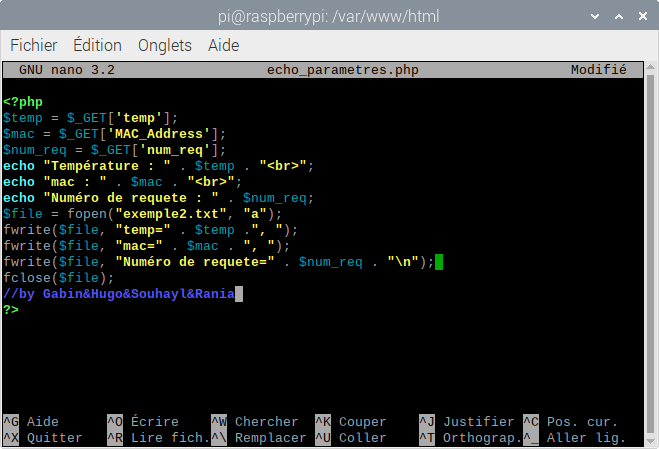 pi@raspberrypi: /var/www/html
Fichier Édition Onglets Aide
GNU nano 3.2 echo_parametres.php Modifié
<?php
$temp = $_GET['temp'];
$mac = $_GET['MAC_Address'];
$num_req = $_GET['num_req'];
echo "Température : " . $temp . "<br>";
echo "mac : " . $mac . "<br>";
echo "Numéro de requete : " . $num_req;
$file = fopen("exemple2.txt", "a");
fwrite($file, "temp=" . $temp .", ");
fwrite($file, "mac=" . $mac . ", ");
fwrite($file, "Numéro de requete=" . $num_req . "\n");
fclose($file);
//by Gabin&Hugo&Souhayl&Rania
?>
^G Aide ^O Écrire ^W Chercher ^K Couper ^J Justifier ^C Pos. cur.
^X Quitter ^R Lire fich. ^\ Remplacer ^U Coller ^T Orthograp. ^_ Aller lig.